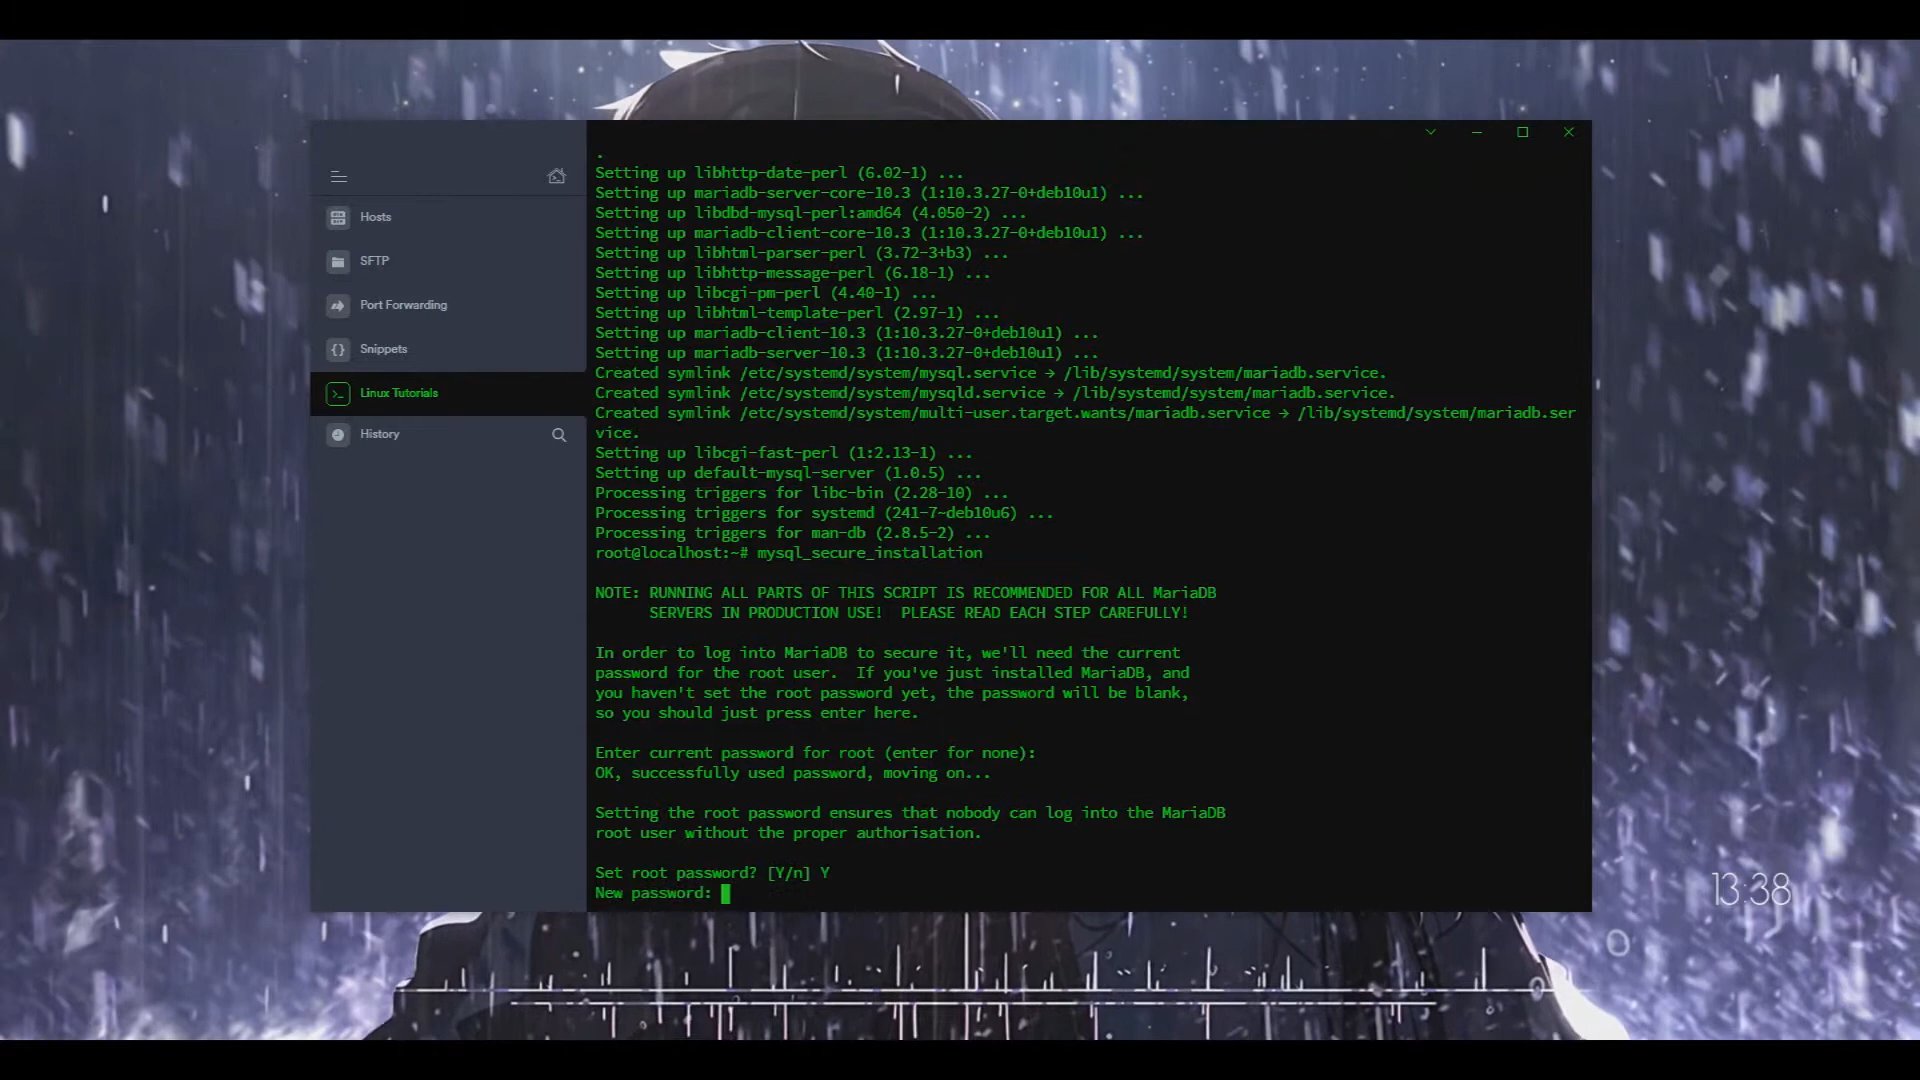 Hosts
SFTP
Port Forwarding
Snippets
Linux Tutorials
History
.
Setting up libhttp-date-perl (6.02-1) ...
Setting up mariadb-server-core-10.3 (1:10.3.27-0+deb10u1) ...
Setting up libdbd-mysql-perl:amd64 (4.050-2) ...
Setting up mariadb-client-core-10.3 (1:10.3.27-0+deb10u1) ...
Setting up libhtml-parser-perl (3.72-3+b3) ...
Setting up libhttp-message-perl (6.18-1) ...
Setting up libcgi-pm-perl (4.40-1) ...
Setting up libhtml-template-perl (2.97-1) ...
Setting up mariadb-client-10.3 (1:10.3.27-0+deb10u1) ...
Setting up mariadb-server-10.3 (1:10.3.27-0+deb10u1) ...
Created symlink /etc/systemd/system/mysql.service → /lib/systemd/system/mariadb.service.
Created symlink /etc/systemd/system/mysqld.service → /lib/systemd/system/mariadb.service.
Created symlink /etc/systemd/system/multi-user.target.wants/mariadb.service → /lib/systemd/system/mariadb.ser
vice.
Setting up libcgi-fast-perl (1:2.13-1) ...
Setting up default-mysql-server (1.0.5) ...
Processing triggers for libc-bin (2.28-10) ...
Processing triggers for systemd (241-7~deb10u6) ...
Processing triggers for man-db (2.8.5-2) ...
root@localhost:~# mysql_secure_installation
NOTE: RUNNING ALL PARTS OF THIS SCRIPT IS RECOMMENDED FOR ALL MariaDB
SERVERS IN PRODUCTION USE!  PLEASE READ EACH STEP CAREFULLY!
In order to log into MariaDB to secure it, we'll need the current
password for the root user.  If you've just installed MariaDB, and
you haven't set the root password yet, the password will be blank,
so you should just press enter here.
Enter current password for root (enter for none):
OK, successfully used password, moving on...
Setting the root password ensures that nobody can log into the MariaDB
root user without the proper authorisation.
Set root password? [Y/n] Y
New password:
13:38